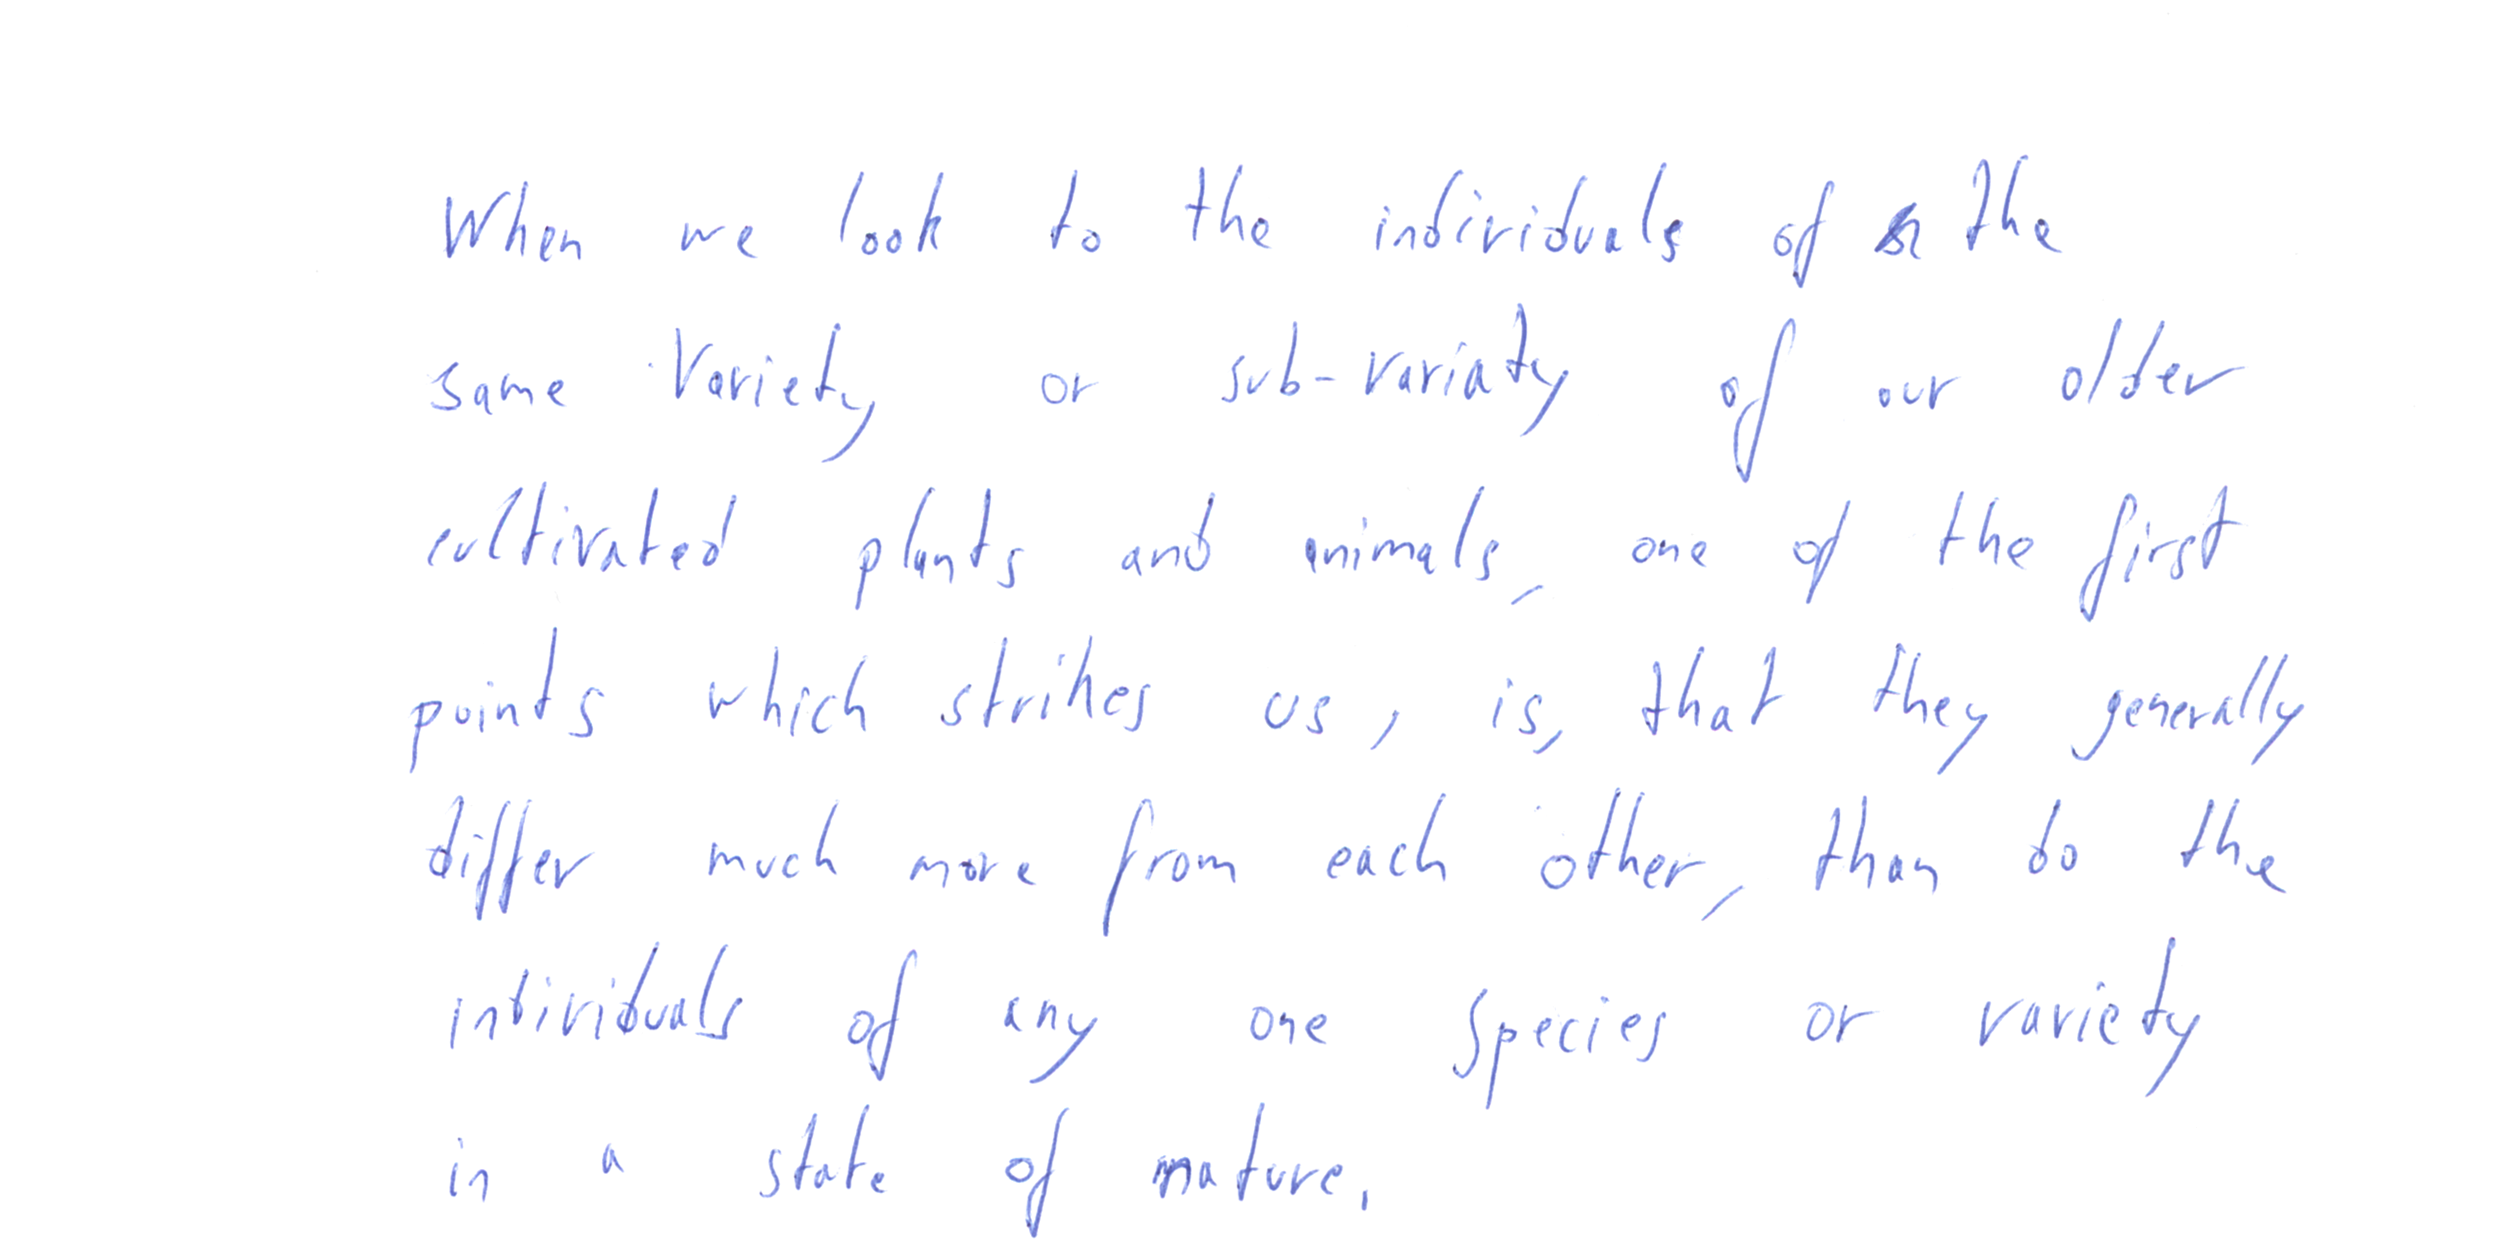 When we look to the individuals of the
same Variety or sub-variaty of our older
cultivated plants and animals, one of the first
points which strikes us, is, that they generally
differ much more from each other, than do the
individuals of any one species or variety
in a state of nature.